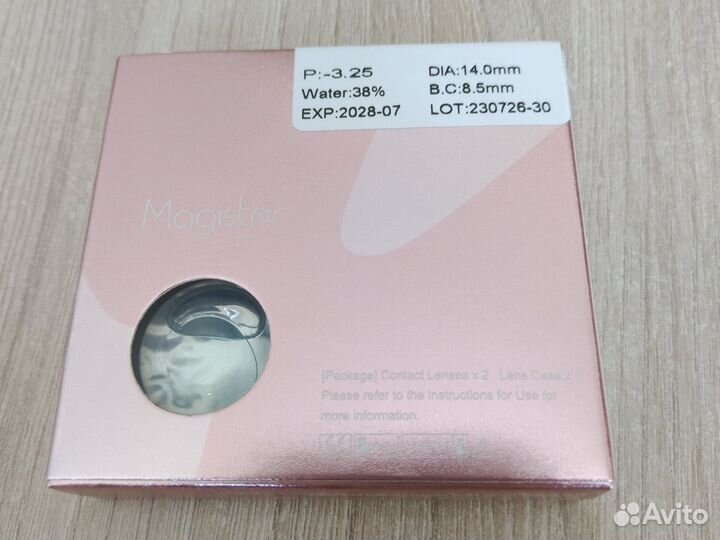 P:-3.25 DIA:14.0mm
Water:38% B.C:8.5mm
EXP:2028-07 LOT:230726-30
Magister
[Package] Contact Lenses x 2 Lens Case x 1
Please refer to the Instructions for Use for
more information.
CE
Avito